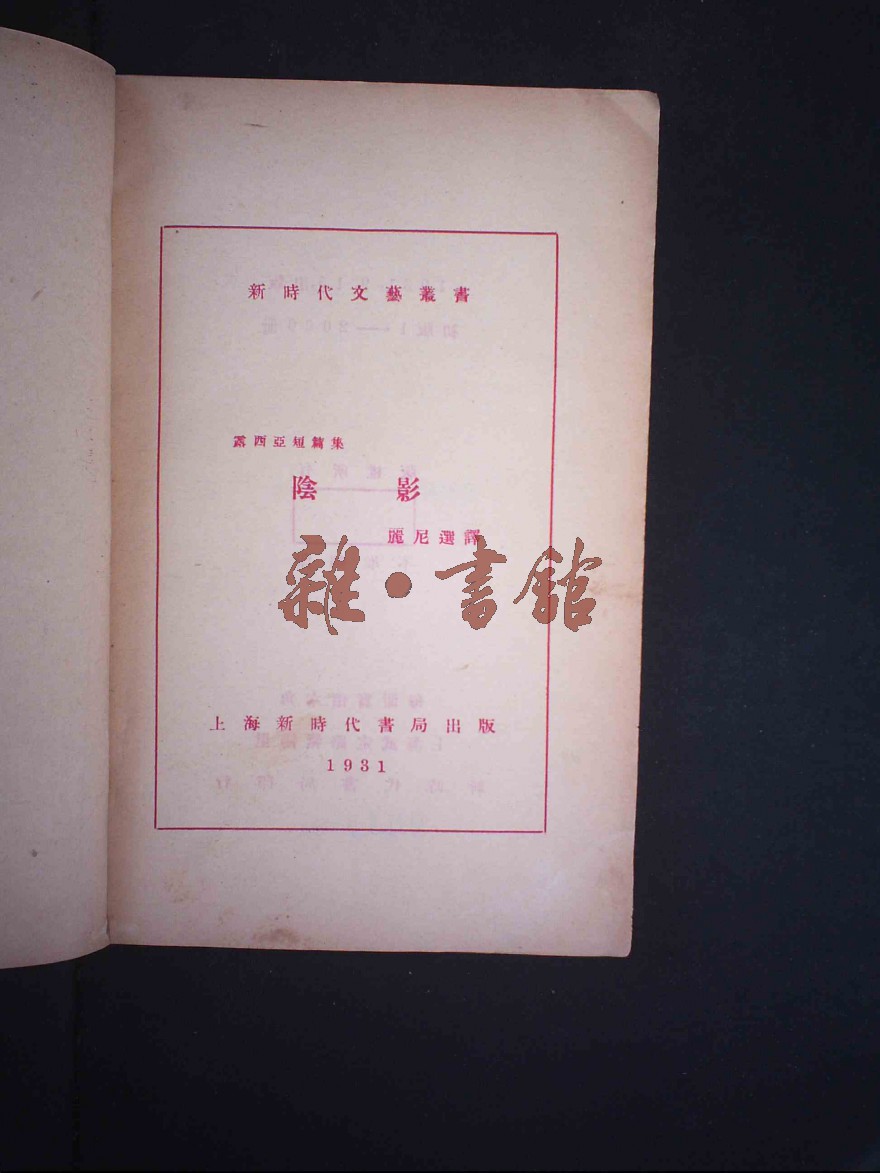 新時代文藝叢書
露西亞短篇集
陰影
麗尼選譯
雜·書館
上海新時代書局出版
1931